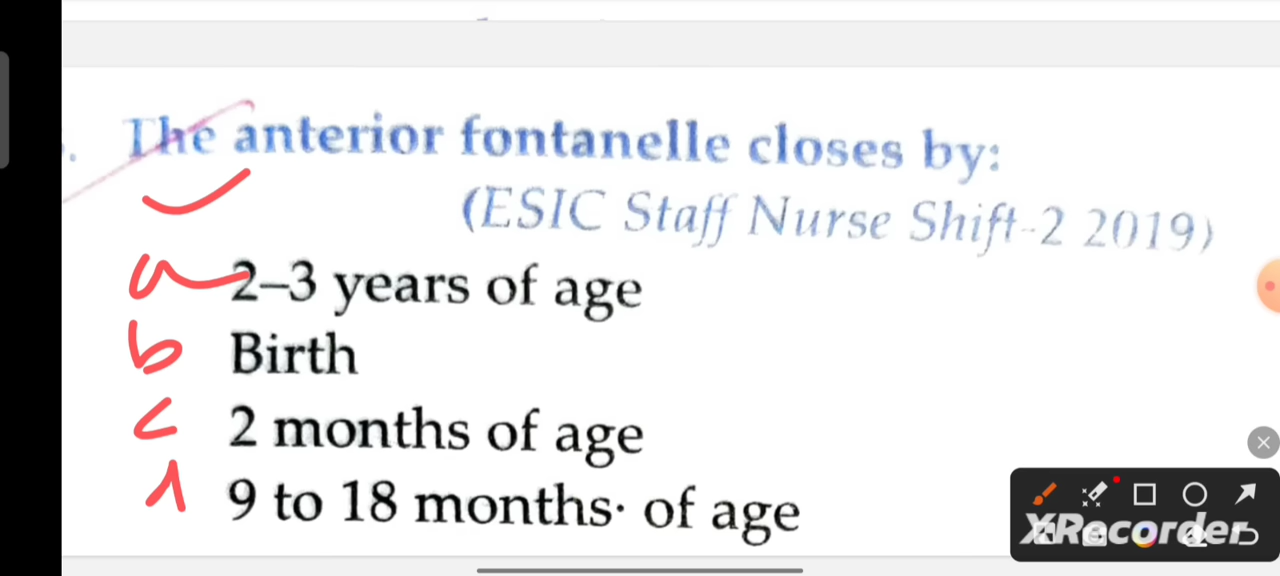 The anterior fontanelle closes by:
(ESIC Staff Nurse Shift-2 2019)
a 2–3 years of age
b Birth
c 2 months of age
9 to 18 months· of age
XRecorder